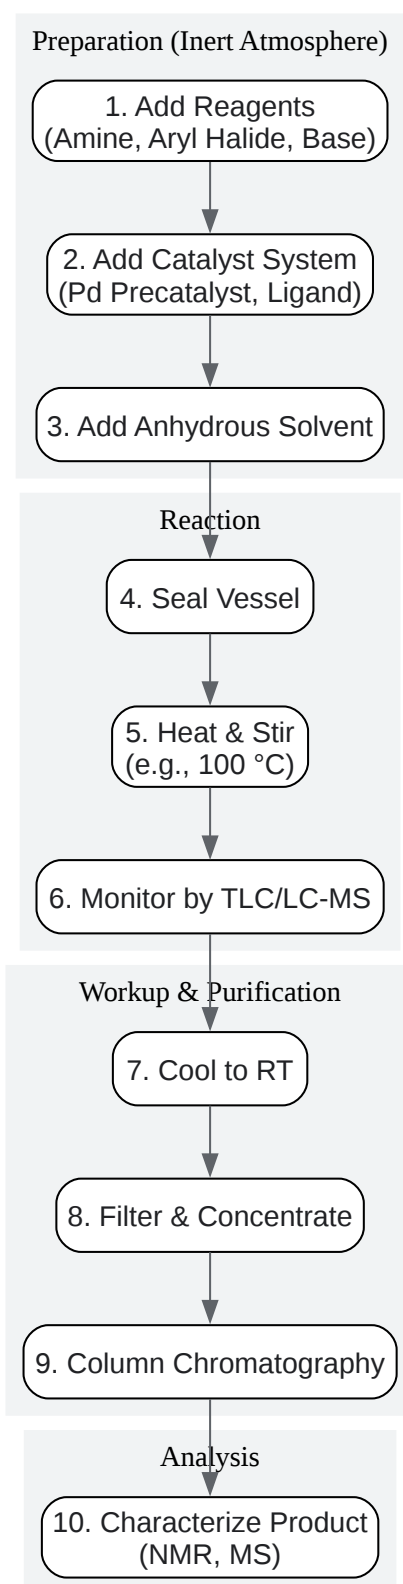 Preparation (Inert Atmosphere)
1. Add Reagents
(Amine, Aryl Halide, Base)
2. Add Catalyst System
(Pd Precatalyst, Ligand)
3. Add Anhydrous Solvent
Reaction
4. Seal Vessel
5. Heat & Stir
(e.g., 100 °C)
6. Monitor by TLC/LC-MS
Workup & Purification
7. Cool to RT
8. Filter & Concentrate
9. Column Chromatography
Analysis
10. Characterize Product
(NMR, MS)